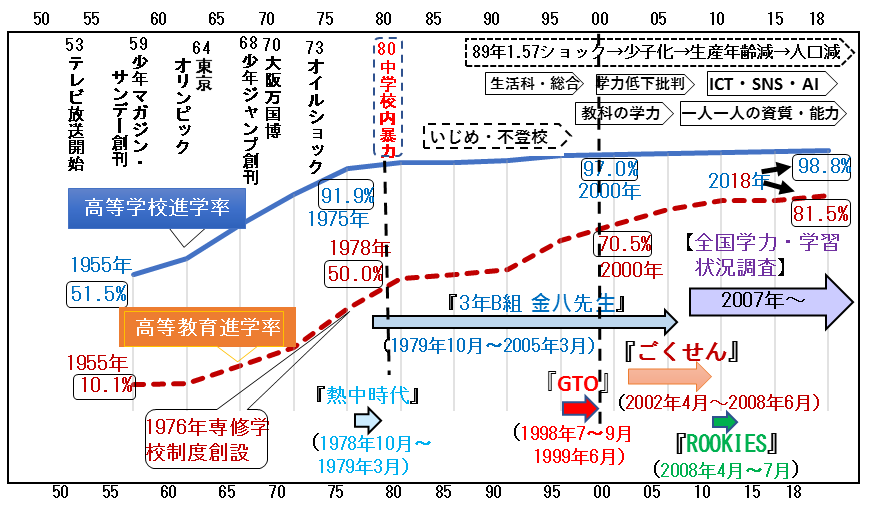 50 55 60 65 70 75 80 85 90 95 00 05 10 15 18
53 テレビ放送開始
59 少年マガジン・
サンデー創刊
64 東京
オリンピック
68 少年ジャンプ創刊
70 大阪万国博
73 オイルショック
80 中学校内暴力
89年1.57ショック→少子化→生産年齢減→人口減
生活科・総合
学力低下批判
ICT・SNS・AI
教科の学力
一人一人の資質・能力
いじめ・不登校
高等学校進学率
1955年
51.5%
91.9%
1975年
97.0%
2000年
2018年
98.8%
81.5%
1978年
50.0%
70.5%
2000年
【全国学力・学習
状況調査】
2007年～
高等教育進学率
1955年
10.1%
1976年専修学
校制度創設
『3年B組 金八先生』
(1979年10月～2005年3月)
『熱中時代』
(1978年10月～
1979年3月)
『GTO』
(1998年7～9月
1999年6月)
『ごくせん』
(2002年4月～2008年6月)
『ROOKIES』
(2008年4月～7月)
50 55 60 65 70 75 80 85 90 95 00 05 10 15 18